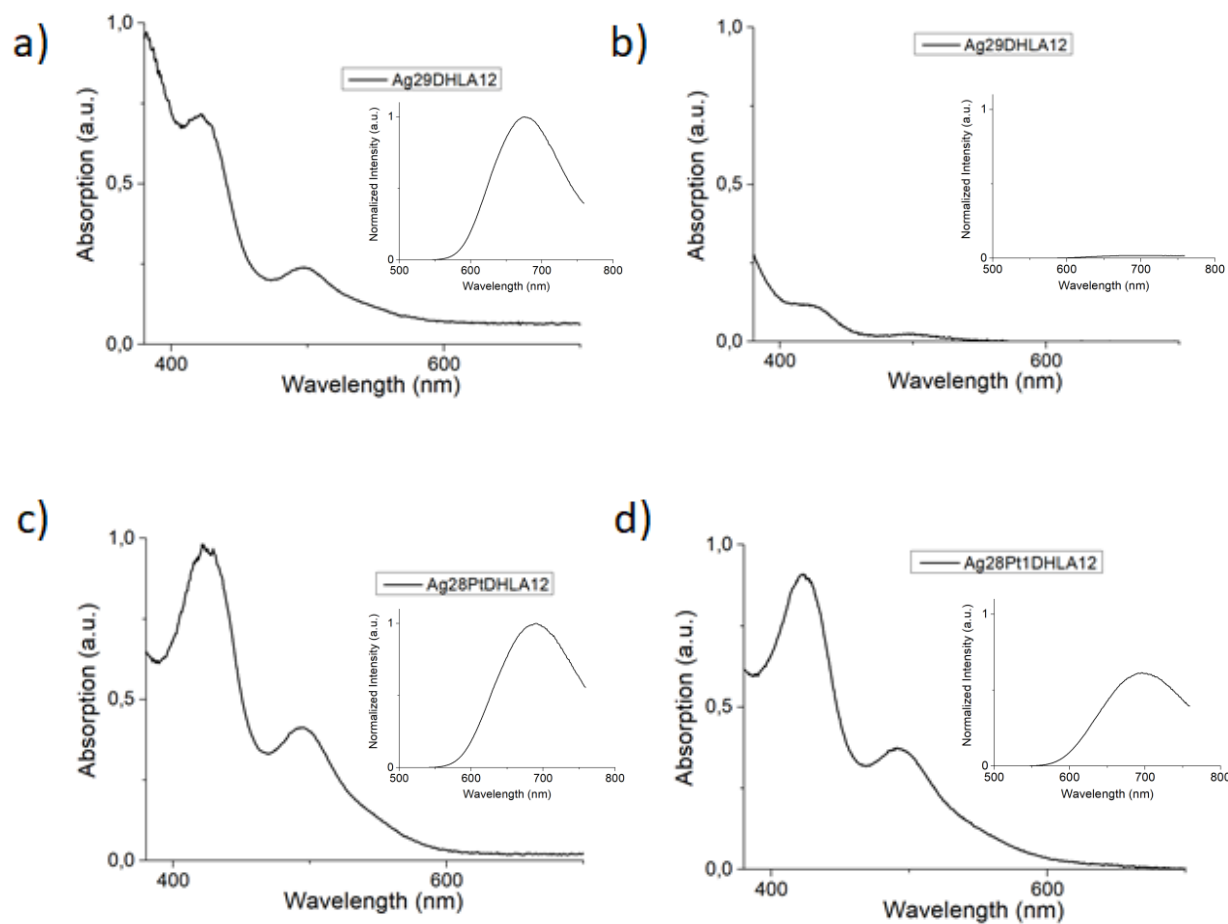 a)
1,0
0,5
0,0
Absorption (a.u.)
400
600
Wavelength (nm)
Ag29DHLA12
Normalized Intensity (a.u.)
1
0
500
600
700
800
Wavelength (nm)
b)
1,0
0,5
0,0
Absorption (a.u.)
400
600
Wavelength (nm)
Ag29DHLA12
Normalized Intensity (a.u.)
1
0
500
600
700
800
Wavelength (nm)
c)
1,0
0,5
0,0
Absorption (a.u.)
400
600
Wavelength (nm)
Ag28PtDHLA12
Normalized Intensity (a.u.)
1
0
500
600
700
800
Wavelength (nm)
d)
1,0
0,5
0,0
Absorption (a.u.)
400
600
Wavelength (nm)
Ag28Pt1DHLA12
Normalized Intensity (a.u.)
1
0
500
600
700
800
Wavelength (nm)